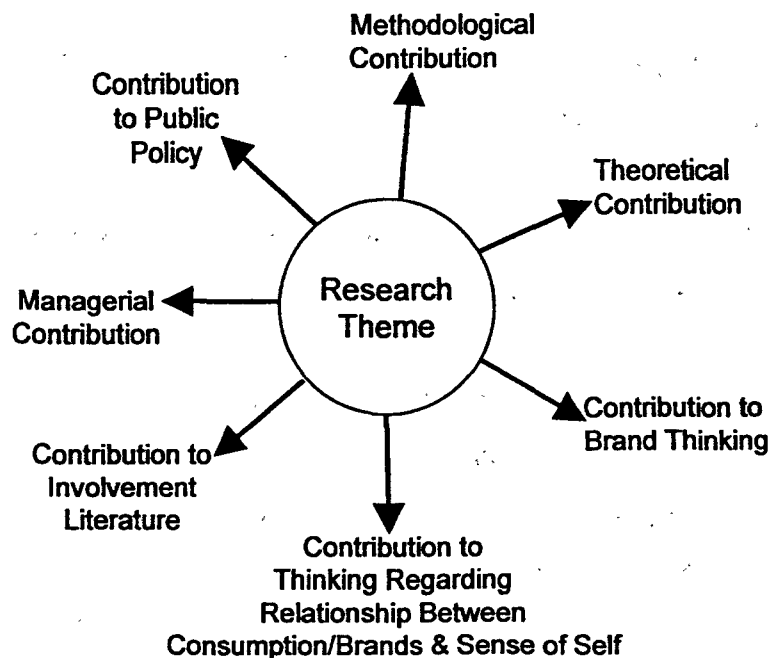 Methodological
Contribution
Contribution
to Public
Policy
Theoretical
Contribution
Research
Theme
Managerial
Contribution
Contribution to
Brand Thinking
Contribution to
Involvement
Literature
Contribution to
Thinking Regarding
Relationship Between
Consumption/Brands & Sense of Self